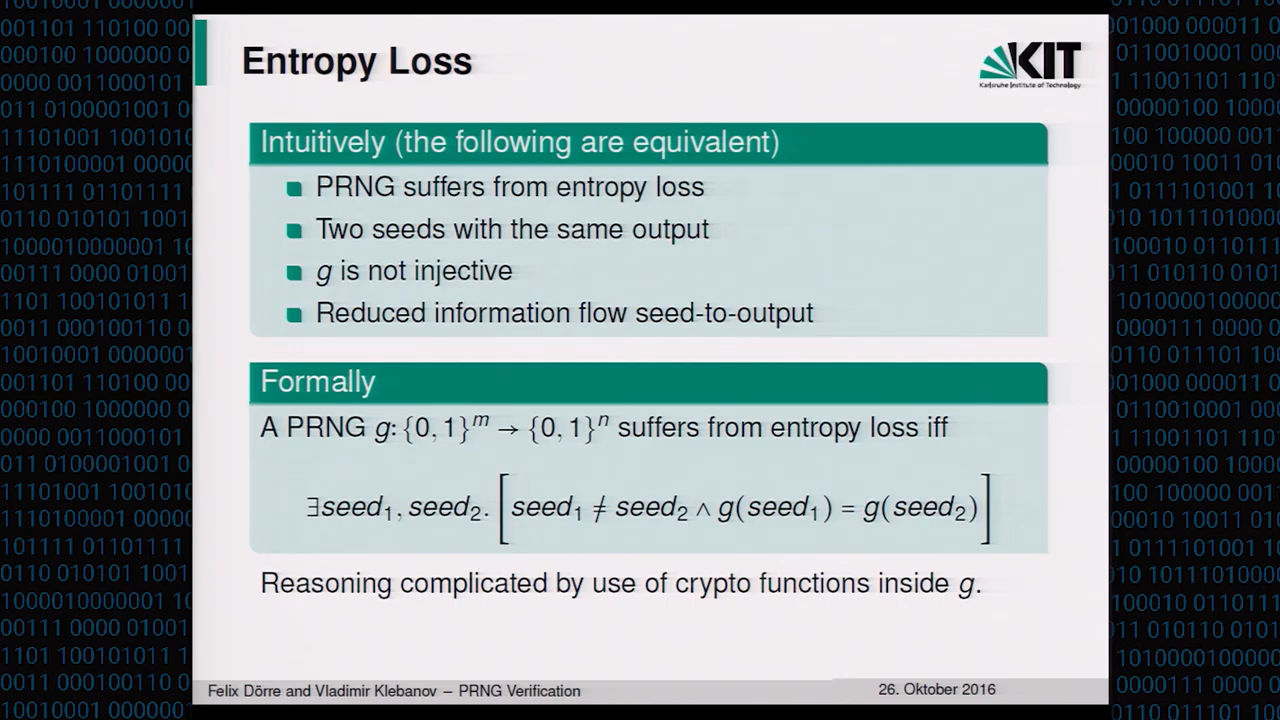 Entropy Loss
KIT
Karlsruhe Institute of Technology
Intuitively (the following are equivalent)
PRNG suffers from entropy loss
Two seeds with the same output
g is not injective
Reduced information flow seed-to-output
Formally
A PRNG g: {0, 1}^m → {0, 1}^n suffers from entropy loss iff
∃seed₁, seed₂. [seed₁ ≠ seed₂ ∧ g(seed₁) = g(seed₂)]
Reasoning complicated by use of crypto functions inside g.
Felix Dörre and Vladimir Klebanov – PRNG Verification
26. Oktober 2016